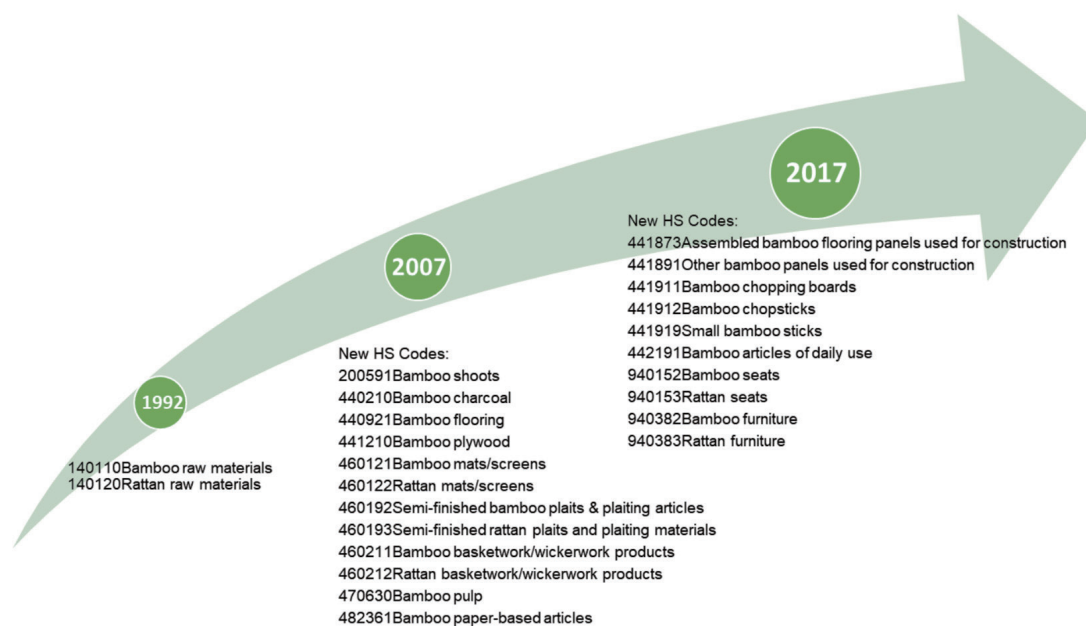 1992
140110Bamboo raw materials
140120Rattan raw materials
2007
New HS Codes:
200591Bamboo shoots
440210Bamboo charcoal
440921Bamboo flooring
441210Bamboo plywood
460121Bamboo mats/screens
460122Rattan mats/screens
460192Semi-finished bamboo plaits & plaiting articles
460193Semi-finished rattan plaits and plaiting materials
460211Bamboo basketwork/wickerwork products
460212Rattan basketwork/wickerwork products
470630Bamboo pulp
482361Bamboo paper-based articles
2017
New HS Codes:
441873Assembled bamboo flooring panels used for construction
441891Other bamboo panels used for construction
441911Bamboo chopping boards
441912Bamboo chopsticks
441919Small bamboo sticks
442191Bamboo articles of daily use
940152Bamboo seats
940153Rattan seats
940382Bamboo furniture
940383Rattan furniture